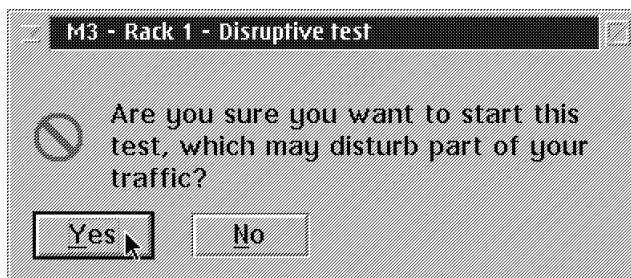 M3 - Rack 1 - Disruptive test
Are you sure you want to start this
test, which may disturb part of your
traffic?
Yes No